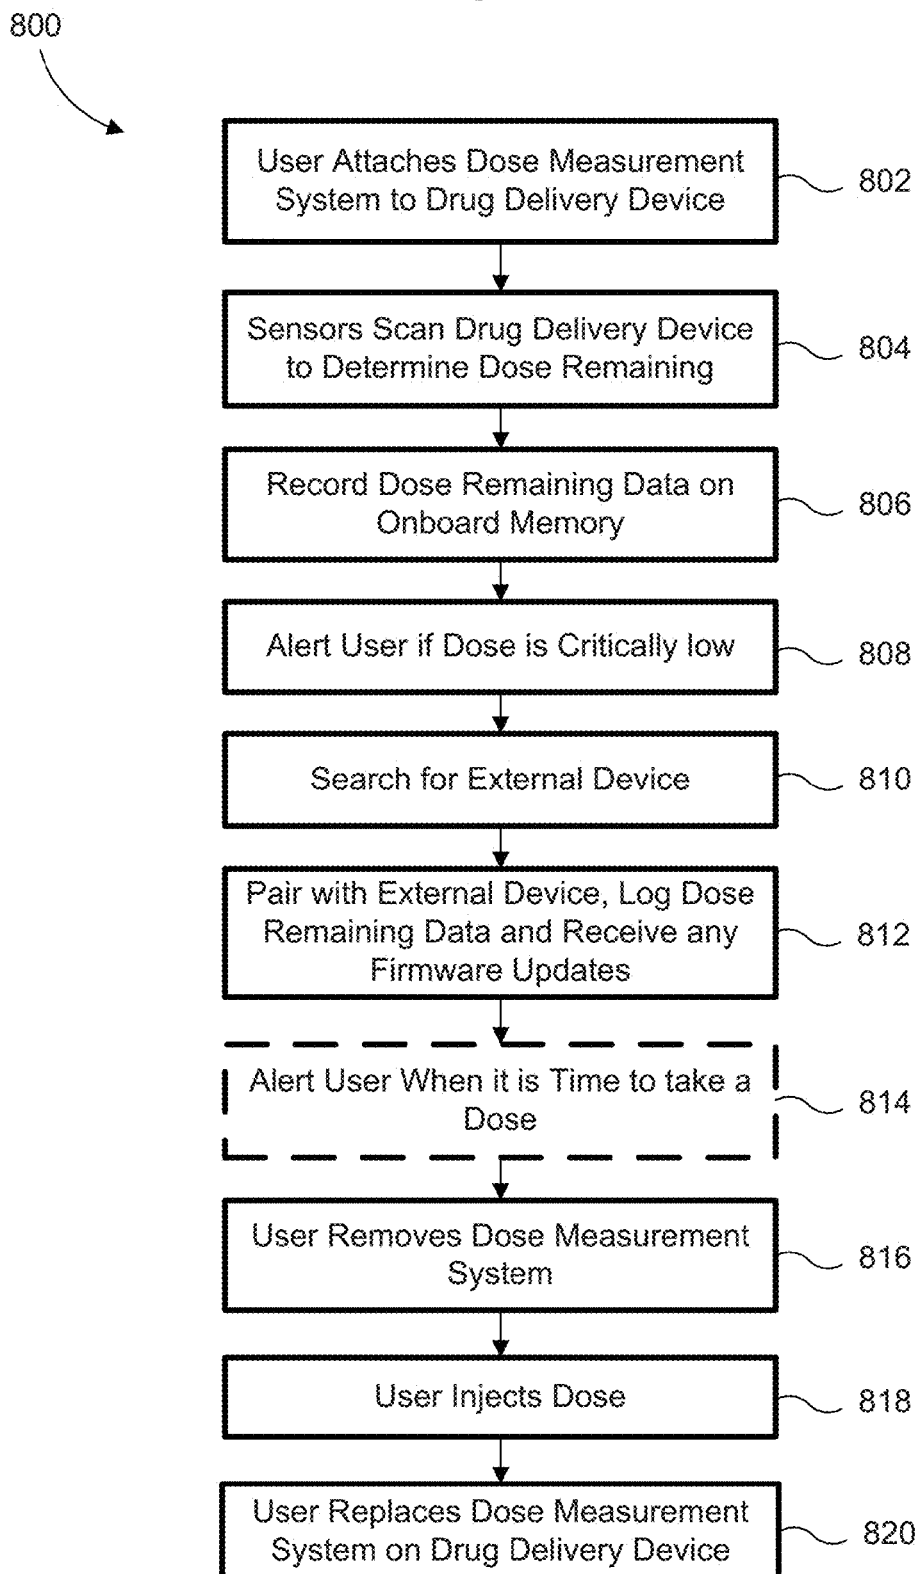 800
User Attaches Dose Measurement
System to Drug Delivery Device
802
Sensors Scan Drug Delivery Device
to Determine Dose Remaining
804
Record Dose Remaining Data on
Onboard Memory
806
Alert User if Dose is Critically low
808
Search for External Device
810
Pair with External Device, Log Dose
Remaining Data and Receive any
Firmware Updates
812
Alert User When it is Time to take a
Dose
814
User Removes Dose Measurement
System
816
User Injects Dose
818
User Replaces Dose Measurement
System on Drug Delivery Device
820